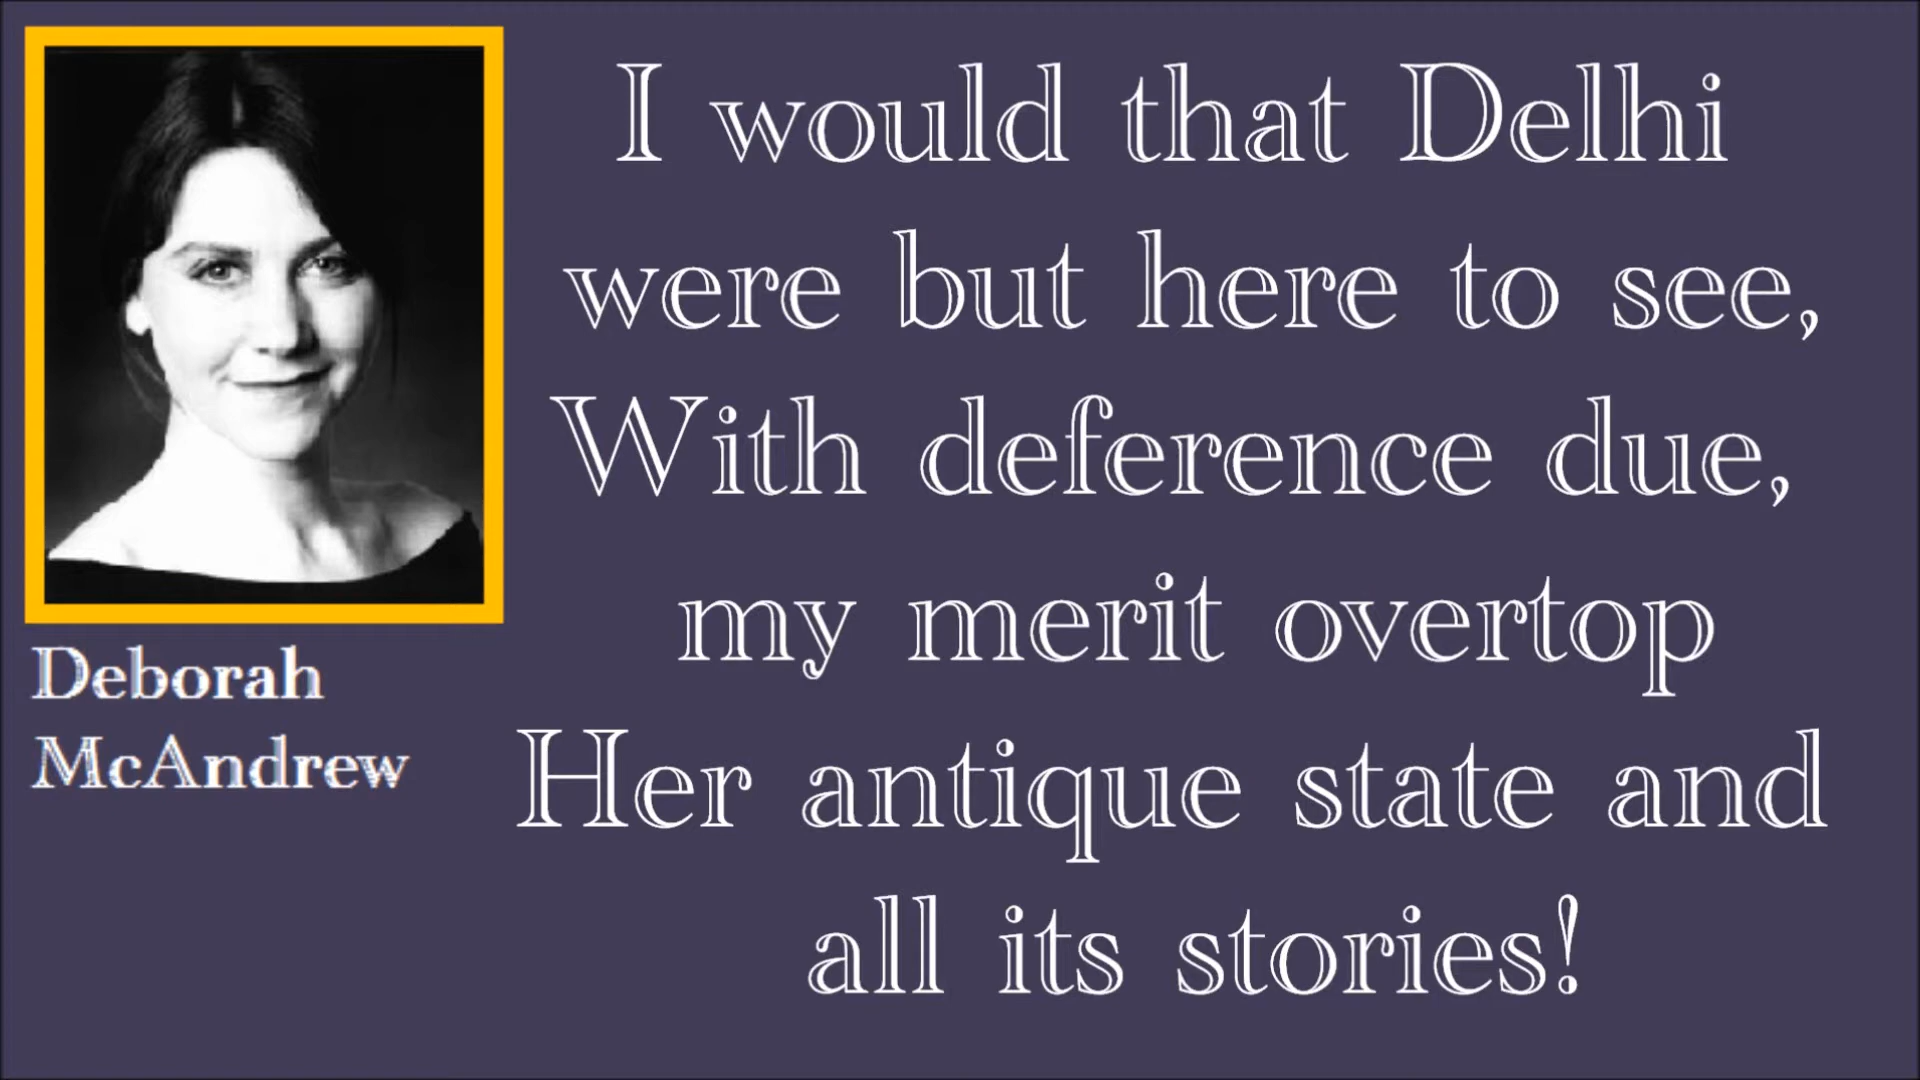 I would that Delhi
were but here to see,
With deference due,
my merit overtop
Her antique state and
all its stories!
Deborah
McAndrew